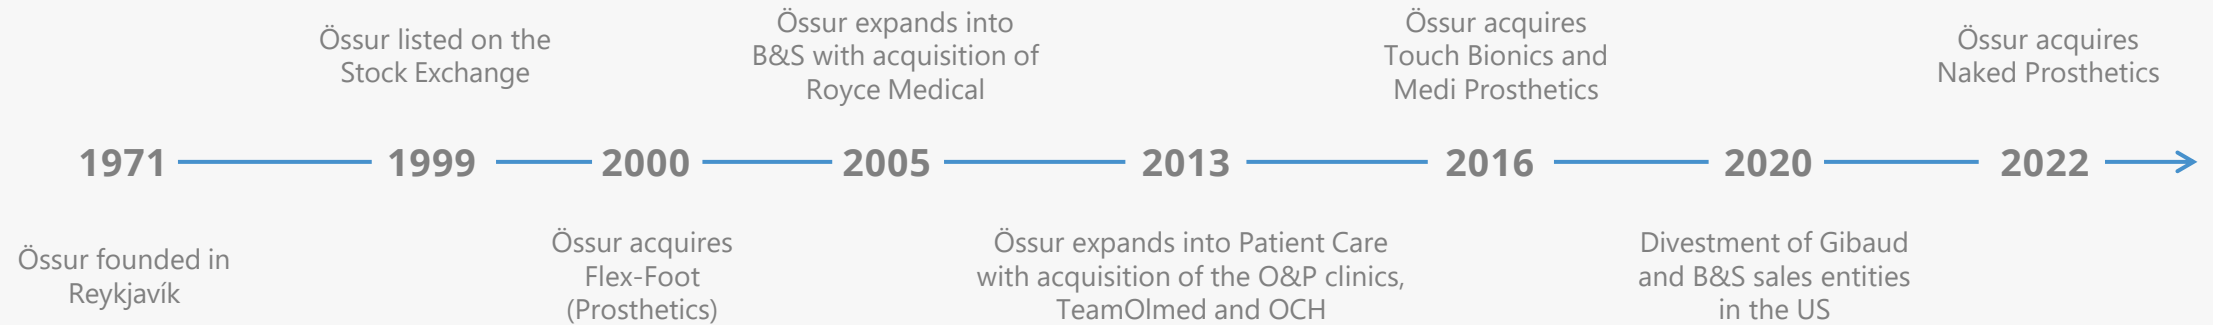 Össur listed on the
Stock Exchange
Össur expands into
B&S with acquisition of
Royce Medical
Össur acquires
Touch Bionics and
Medi Prosthetics
Össur acquires
Naked Prosthetics
1971
1999
2000
2005
2013
2016
2020
2022
Össur founded in
Reykjavík
Össur acquires
Flex-Foot
(Prosthetics)
Össur expands into Patient Care
with acquisition of the O&P clinics,
TeamOlmed and OCH
Divestment of Gibaud
and B&S sales entities
in the US